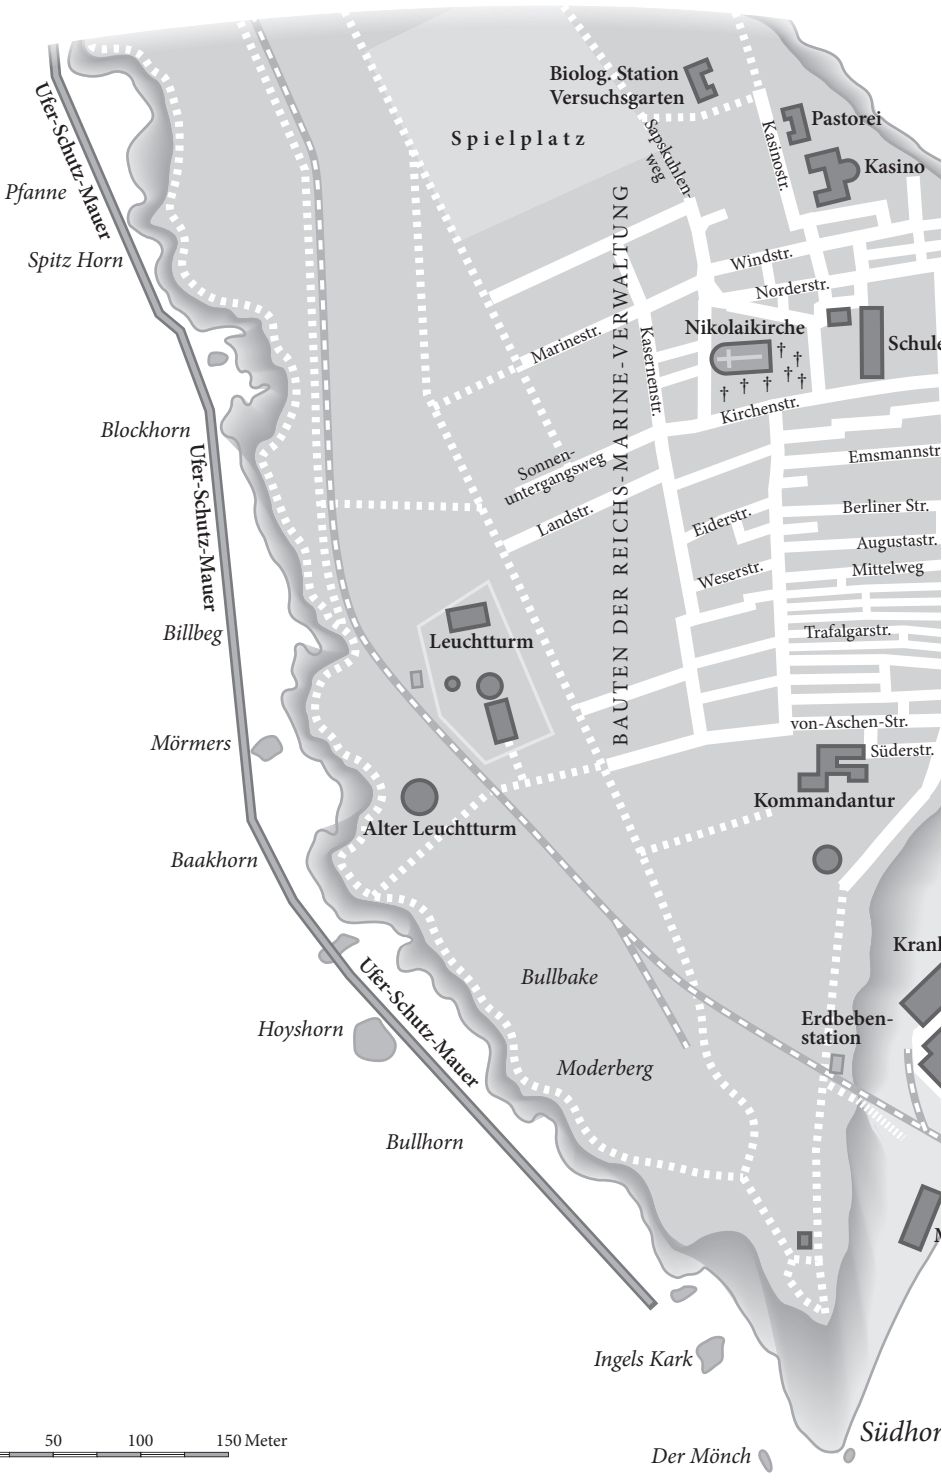 Biolog. Station
Versuchsgarten
Spielplatz
Sapskuhlen-
weg
Kasinostr.
Pastorei
Kasino
Ufer-Schutz-Mauer
Pfanne
Spitz Horn
Windstr.
Norderstr.
Marinestr.
Kasernenstr.
Nikolaikirche
Schule
Kirchenstr.
BAUTEN DER REICHS-MARINE-VERWALTUNG
Blockhorn
Ufer-Schutz-Mauer
Sonnen-
untergangsweg
Landstr.
Emsmannstr
Eiderstr.
Berliner Str.
Augustastr.
Mittelweg
Weserstr.
Billbeg
Leuchtturm
Trafalgarstr.
Mörmers
von-Aschen-Str.
Süderstr.
Kommandantur
Alter Leuchtturm
Baakhorn
Kranl
Ufer-Schutz-Mauer
Bullbake
Hoyshorn
Erdbeben-
station
Moderberg
Bullhorn
M
Ingels Kark
Südhor
Der Mönch
50 100 150 Meter